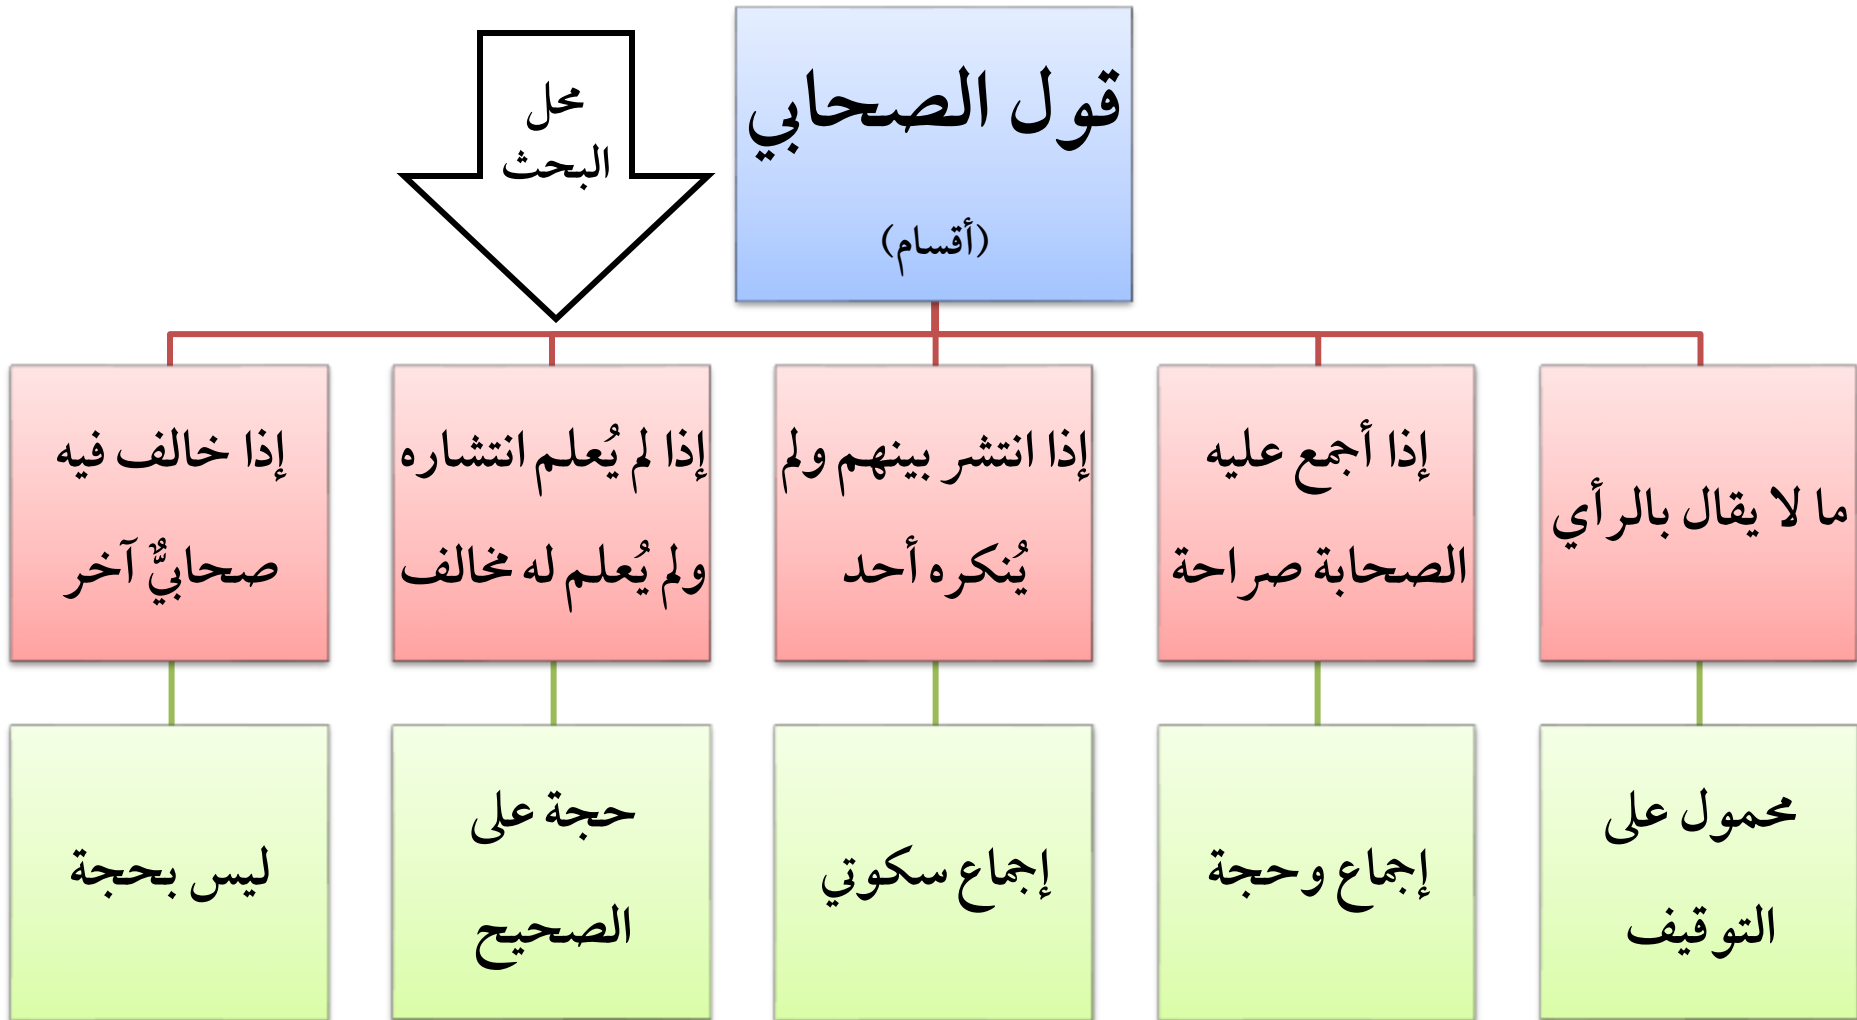 قول الصحابي
(أقسام)
محل
البحث
ما لا يقال بالرأي
إذا أجمع عليه
الصحابة صراحة
إذا انتشر بينهم ولم
يُنكره أحد
إذا لم يُعلم انتشاره
ولم يُعلم له مخالف
إذا خالف فيه
صحابيٌّ آخر
محمول على
التوقيف
إجماع وحجة
إجماع سكوتي
حجة على
الصحيح
ليس بحجة